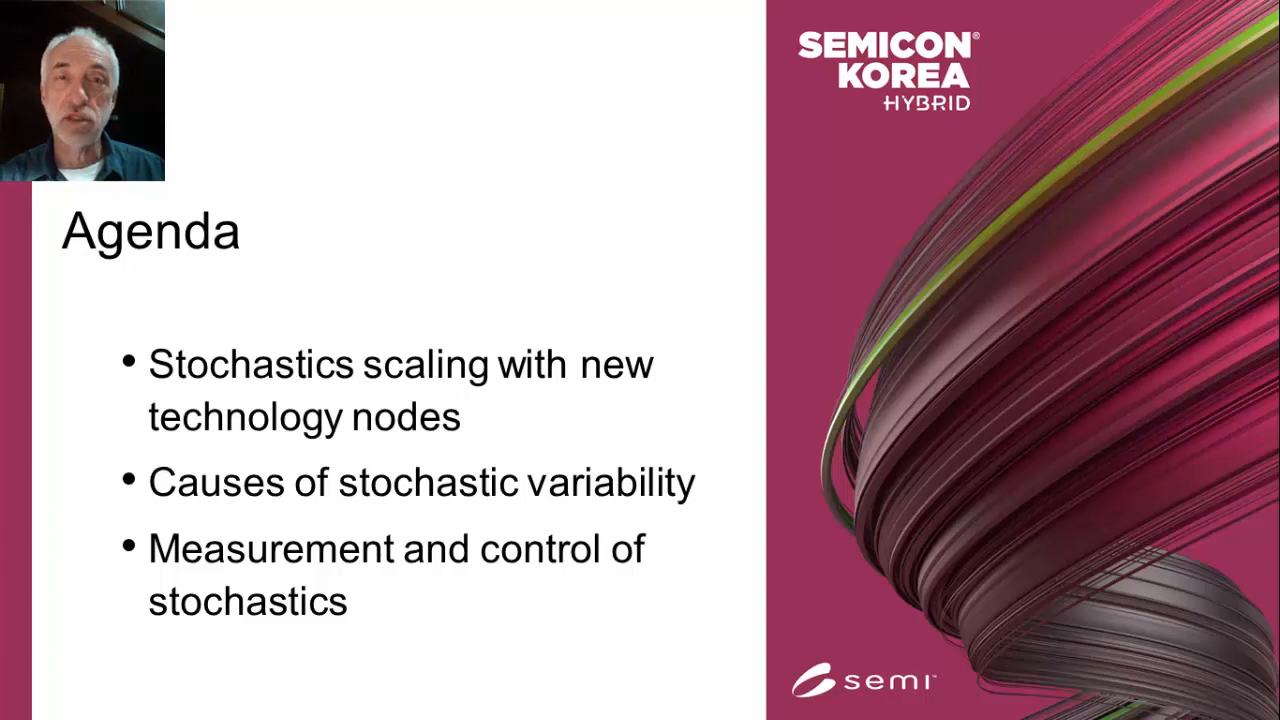 SEMICON®
KOREA
HYBRID
Agenda
• Stochastics scaling with new
technology nodes
• Causes of stochastic variability
• Measurement and control of
stochastics
semi™